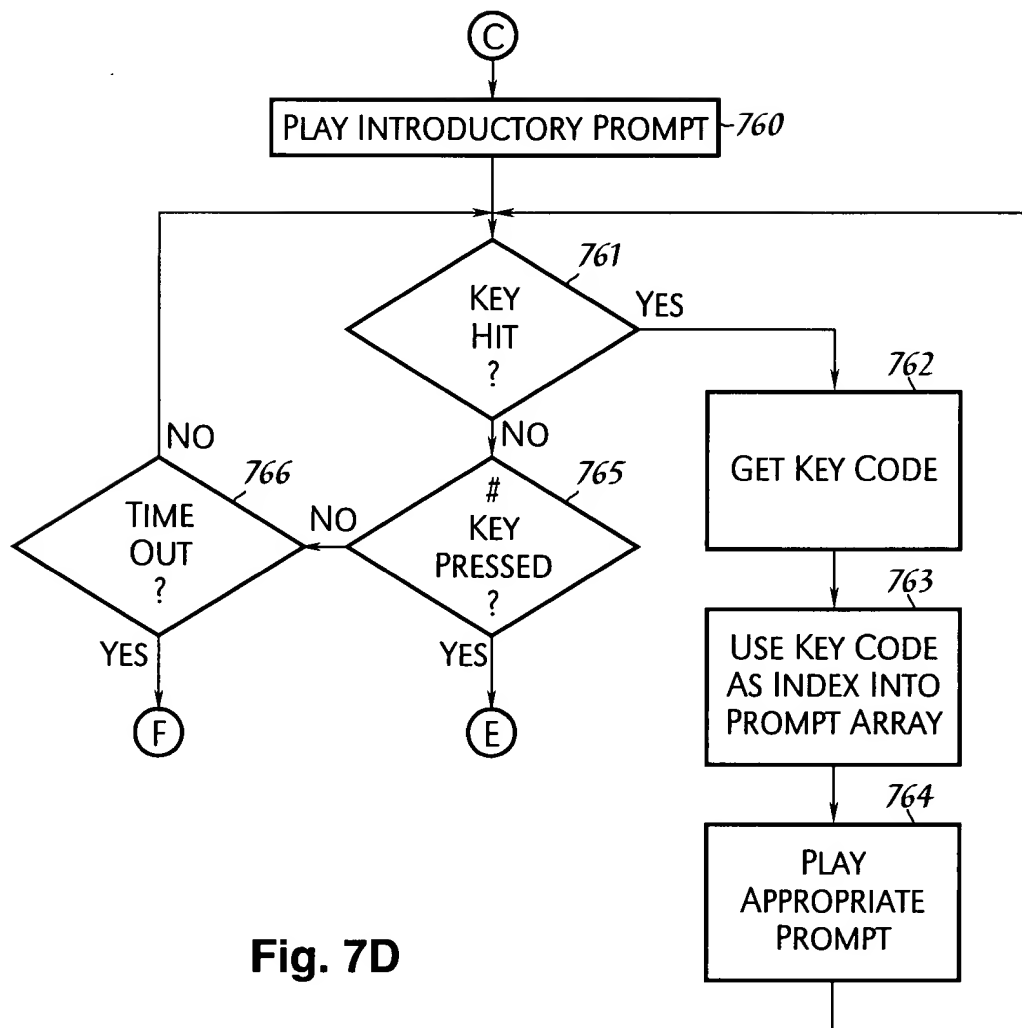 C
PLAY INTRODUCTORY PROMPT
760
761
KEY
HIT
?
YES
NO
762
GET KEY CODE
763
USE KEY CODE
AS INDEX INTO
PROMPT ARRAY
764
PLAY
APPROPRIATE
PROMPT
765
#
KEY
PRESSED
?
NO
YES
E
766
TIME
OUT
?
NO
YES
F
Fig. 7D